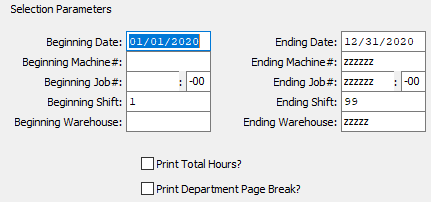 Selection Parameters
Beginning Date: 01/01/2020 Ending Date: 12/31/2020
Beginning Machine#: Ending Machine#: zzzzzz
Beginning Job#: : -00 Ending Job#: zzzzzz : -00
Beginning Shift: 1 Ending Shift: 99
Beginning Warehouse: Ending Warehouse: zzzzz
Print Total Hours?
Print Department Page Break?